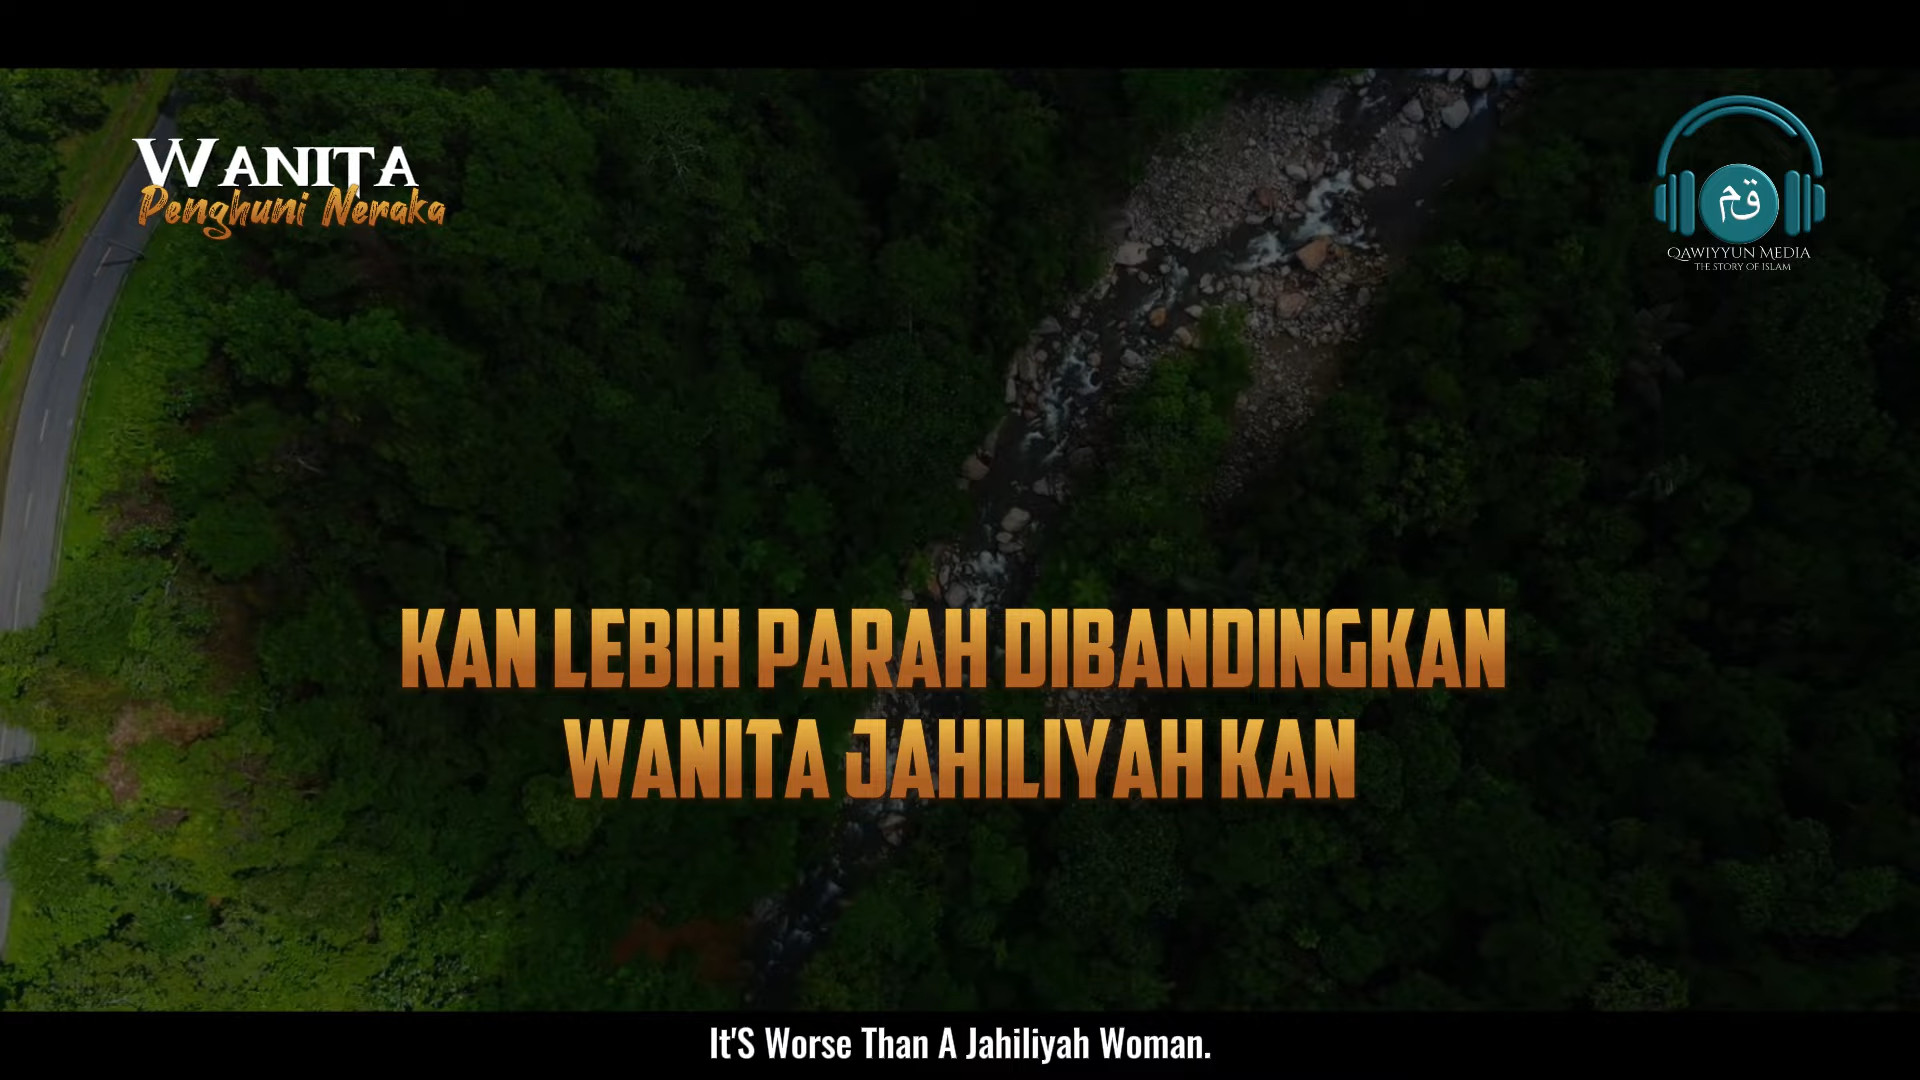 WANITA
Penghuni Neraka
قم
QAWIYYUN MEDIA
THE STORY OF ISLAM
KAN LEBIH PARAH DIBANDINGKAN
WANITA JAHILIYAH KAN
It'S Worse Than A Jahiliyah Woman.